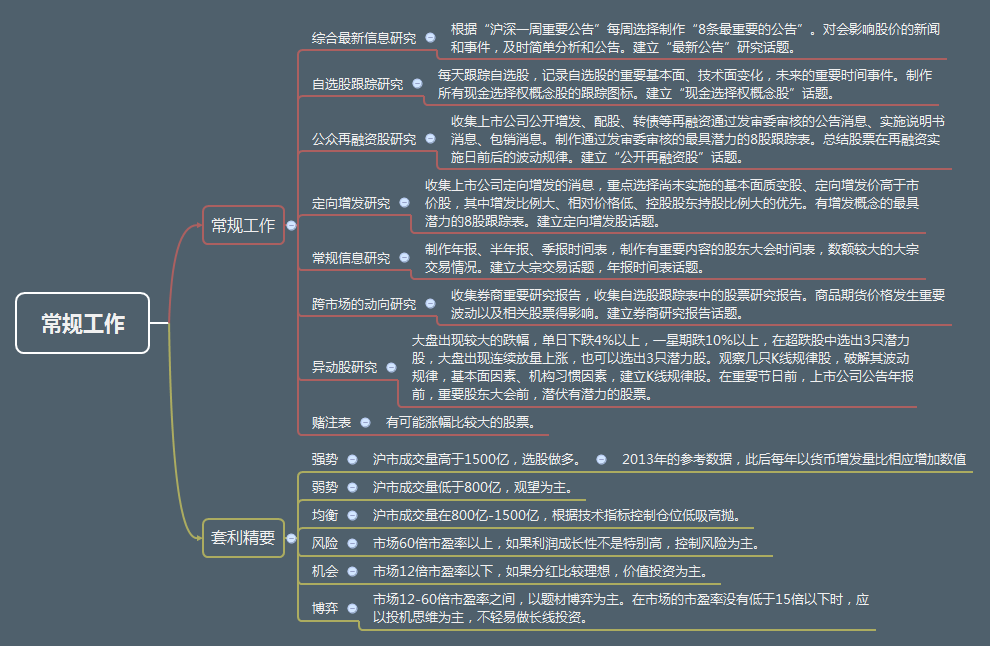 常规工作
常规工作
综合最新信息研究
根据“沪深一周重要公告”每周选择制作“8条最重要的公告”。对会影响股价的新闻
和事件，及时简单分析和公告。建立“最新公告”研究话题。
自选股跟踪研究
每天跟踪自选股，记录自选股的重要基本面、技术面变化，未来的重要时间事件。制作
所有现金选择权概念股的跟踪图标。建立“现金选择权概念股”话题。
公众再融资股研究
收集上市公司公开增发、配股、转债等再融资通过发审委审核的公告消息、实施说明书
消息、包销消息。制作通过发审委审核的最具潜力的8股跟踪表。总结股票在再融资实
施日前后的波动规律。建立“公开再融资股”话题。
定向增发研究
收集上市公司定向增发的消息，重点选择尚未实施的基本面质变股、定向增发价高于市
价股，其中增发比例大、相对价格低、控股股东持股比例大的优先。有增发概念的最具
潜力的8股跟踪表。建立定向增发股话题。
常规信息研究
制作年报、半年报、季报时间表，制作有重要内容的股东大会时间表，数额较大的大宗
交易情况。建立大宗交易话题，年报时间表话题。
跨市场的动向研究
收集券商重要研究报告，收集自选股跟踪表中的股票研究报告。商品期货价格发生重要
波动以及相关股票得影响。建立券商研究报告话题。
异动股研究
大盘出现较大的跌幅，单日下跌4%以上，一星期跌10%以上，在超跌股中选出3只潜力
股，大盘出现连续放量上涨，也可以选出3只潜力股。观察几只K线规律股，破解其波动
规律，基本面因素、机构习惯因素，建立K线规律股。在重要节日前，上市公司公告年报
前，重要股东大会前，潜伏有潜力的股票。
赌注表
有可能涨幅比较大的股票。
套利精要
强势
沪市成交量高于1500亿，选股做多。
2013年的参考数据，此后每年以货币增发量比相应增加数值
弱势
沪市成交量低于800亿，观望为主。
均衡
沪市成交量在800亿-1500亿，根据技术指标控制仓位低吸高抛。
风险
市场60倍市盈率以上，如果利润成长性不是特别高，控制风险为主。
机会
市场12倍市盈率以下，如果分红比较理想，价值投资为主。
博弈
市场12-60倍市盈率之间，以题材博弈为主。在市场的市盈率没有低于15倍以下时，应
以投机思维为主，不轻易做长线投资。